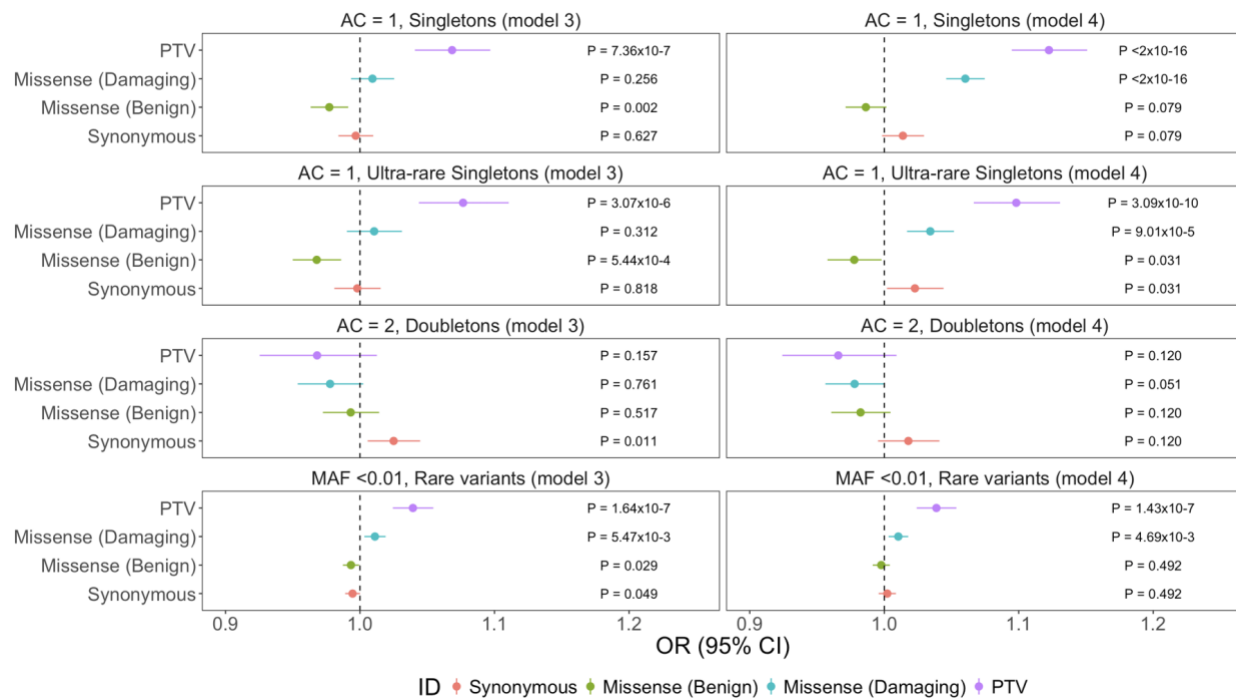 AC = 1, Singletons (model 3)
AC = 1, Singletons (model 4)
PTV
P = 7.36x10-7
P <2x10-16
Missense (Damaging)
P = 0.256
P <2x10-16
Missense (Benign)
P = 0.002
P = 0.079
Synonymous
P = 0.627
P = 0.079
AC = 1, Ultra-rare Singletons (model 3)
AC = 1, Ultra-rare Singletons (model 4)
PTV
P = 3.07x10-6
P = 3.09x10-10
Missense (Damaging)
P = 0.312
P = 9.01x10-5
Missense (Benign)
P = 5.44x10-4
P = 0.031
Synonymous
P = 0.818
P = 0.031
AC = 2, Doubletons (model 3)
AC = 2, Doubletons (model 4)
PTV
P = 0.157
P = 0.120
Missense (Damaging)
P = 0.761
P = 0.051
Missense (Benign)
P = 0.517
P = 0.120
Synonymous
P = 0.011
P = 0.120
MAF <0.01, Rare variants (model 3)
MAF <0.01, Rare variants (model 4)
PTV
P = 1.64x10-7
P = 1.43x10-7
Missense (Damaging)
P = 5.47x10-3
P = 4.69x10-3
Missense (Benign)
P = 0.029
P = 0.492
Synonymous
P = 0.049
P = 0.492
0.9 1.0 1.1 1.2
0.9 1.0 1.1 1.2
OR (95% CI)
ID Synonymous Missense (Benign) Missense (Damaging) PTV